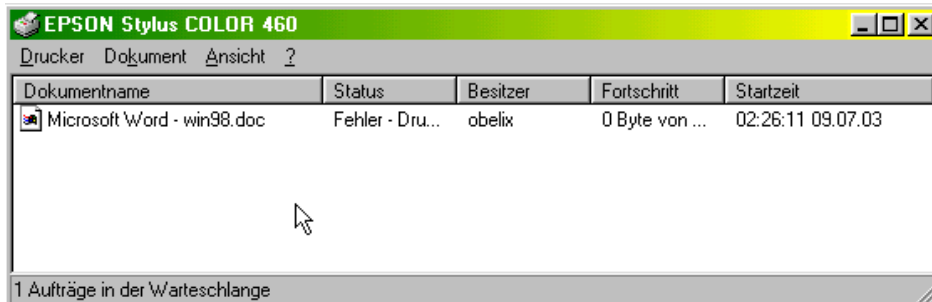 EPSON Stylus COLOR 460
Drucker Dokument Ansicht ?
Dokumentname Status Besitzer Fortschritt Startzeit
Microsoft Word - win98.doc Fehler - Dru... obelix 0 Byte von ... 02:26:11 09.07.03
1 Aufträge in der Warteschlange